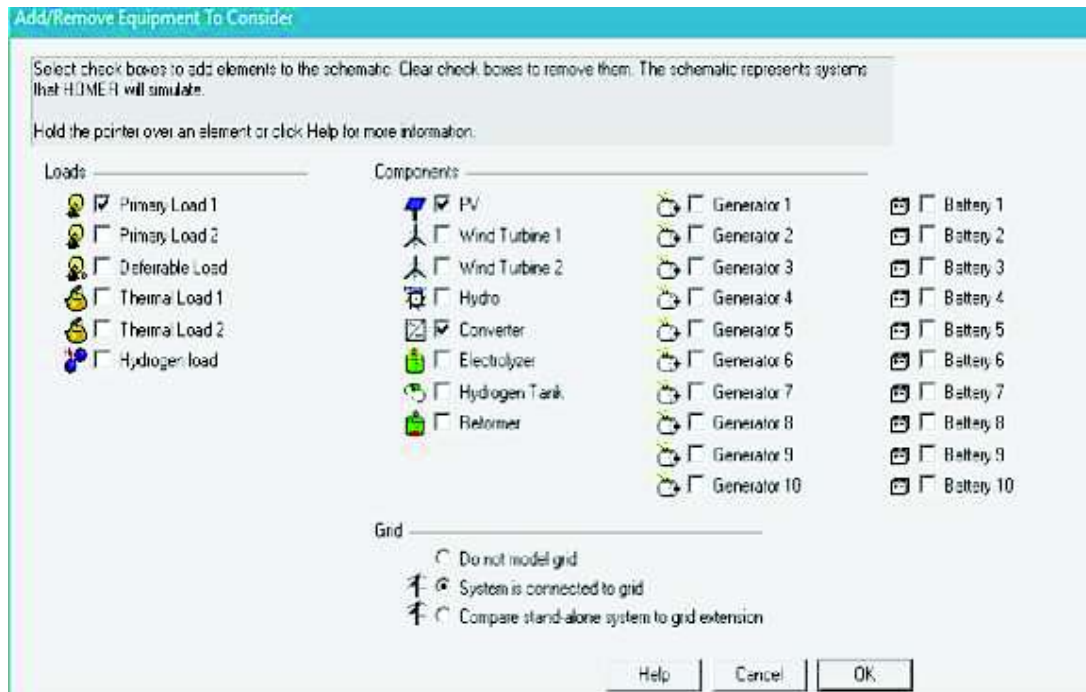 Add/Remove Equipment To Consider
Select check boxes to add elements to the schematic. Clear check boxes to remove them. The schematic represents systems
that HOMER will simulate.
Hold the pointer over an element or click Help for more information.
Loads
Primary Load 1
Primary Load 2
Deferrable Load
Thermal Load 1
Thermal Load 2
Hydrogen load
Components
PV
Wind Turbine 1
Wind Turbine 2
Hydro
Converter
Electrolyzer
Hydrogen Tank
Reformer
Generator 1
Generator 2
Generator 3
Generator 4
Generator 5
Generator 6
Generator 7
Generator 8
Generator 9
Generator 10
Battery 1
Battery 2
Battery 3
Battery 4
Battery 5
Battery 6
Battery 7
Battery 8
Battery 9
Battery 10
Grid
Do not model grid
System is connected to grid
Compare stand-alone system to grid extension
Help
Cancel
OK